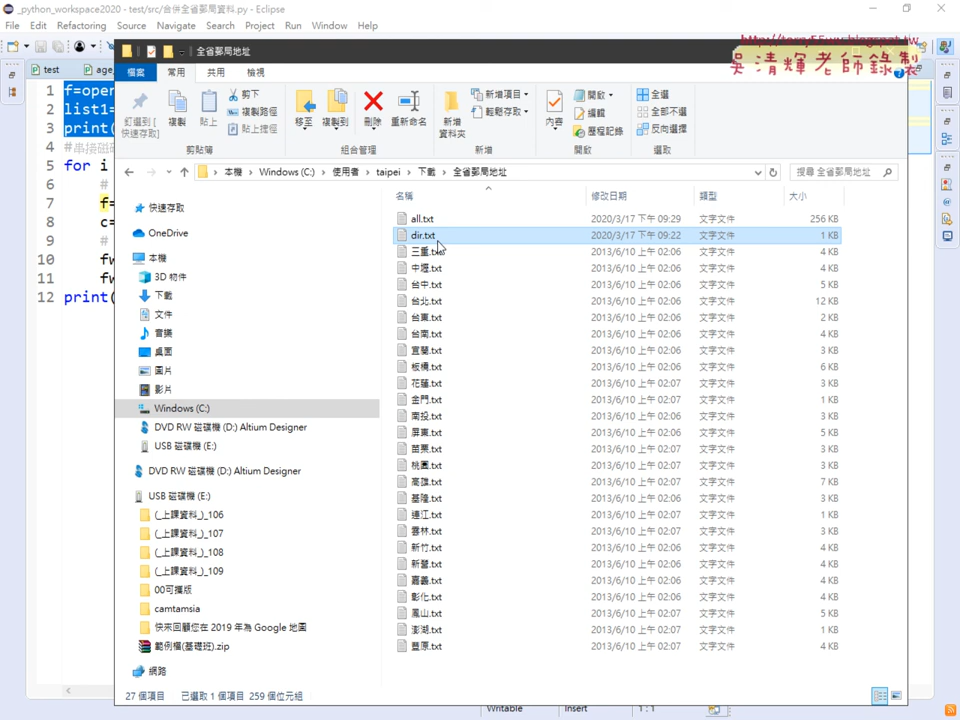 _python_workspace2020 - test/src/合併全省郵局資料.py - Eclipse
File Edit Refactoring Source Search Navigate Project Run Window Help
http://terry55wu.blogspot.tw
吳清輝老師錄製
test
age
1 f=open
2 list1=
3 print(
4 #串接
5 for i
6 #
7 f=
8 c=
9 #
10 fw
11 fw
12 print(
全省郵局地址
檔案 常用 共用 檢視
釘選到 [快速存取]
複製
貼上
剪下
複製路徑
貼上捷徑
移至
複製到
刪除
重新命名
新增資料夾
新增項目
輕鬆存取
內容
開啟
編輯
歷程記錄
全選
全部不選
反向選擇
剪貼簿 組合管理 新增 開啟 選取
本機 › Windows (C:) › 使用者 › taipei › 下載 › 全省郵局地址
搜尋 全省郵局地址
快速存取
OneDrive
本機
3D 物件
下載
文件
音樂
桌面
圖片
影片
Windows (C:)
DVD RW 磁碟機 (D:) Altium Designer
USB 磁碟機 (E:)
DVD RW 磁碟機 (D:) Altium Designer
USB 磁碟機 (E:)
(_上課資料_)_106
(_上課資料_)_107
(_上課資料_)_108
(_上課資料_)_109
00可攜版
camtamsia
快來回顧您在 2019 年為 Google 地圖
範例檔(基礎班).zip
網路
名稱 修改日期 類型 大小
all.txt 2020/3/17 下午 09:29 文字文件 256 KB
dir.txt 2020/3/17 下午 09:22 文字文件 1 KB
三重.txt 2013/6/10 上午 02:06 文字文件 4 KB
中壢.txt 2013/6/10 上午 02:06 文字文件 4 KB
台中.txt 2013/6/10 上午 02:06 文字文件 5 KB
台北.txt 2013/6/10 上午 02:06 文字文件 12 KB
台東.txt 2013/6/10 上午 02:06 文字文件 3 KB
台南.txt 2013/6/10 上午 02:06 文字文件 4 KB
宜蘭.txt 2013/6/10 上午 02:06 文字文件 3 KB
板橋.txt 2013/6/10 上午 02:06 文字文件 6 KB
花蓮.txt 2013/6/10 上午 02:07 文字文件 3 KB
金門.txt 2013/6/10 上午 02:07 文字文件 1 KB
南投.txt 2013/6/10 上午 02:06 文字文件 3 KB
屏東.txt 2013/6/10 上午 02:06 文字文件 5 KB
苗栗.txt 2013/6/10 上午 02:07 文字文件 3 KB
桃園.txt 2013/6/10 上午 02:07 文字文件 3 KB
高雄.txt 2013/6/10 上午 02:06 文字文件 7 KB
基隆.txt 2013/6/10 上午 02:06 文字文件 3 KB
連江.txt 2013/6/10 上午 02:07 文字文件 1 KB
雲林.txt 2013/6/10 上午 02:07 文字文件 3 KB
新竹.txt 2013/6/10 上午 02:06 文字文件 4 KB
新營.txt 2013/6/10 上午 02:06 文字文件 4 KB
嘉義.txt 2013/6/10 上午 02:06 文字文件 4 KB
彰化.txt 2013/6/10 上午 02:06 文字文件 4 KB
鳳山.txt 2013/6/10 上午 02:07 文字文件 5 KB
澎湖.txt 2013/6/10 上午 02:07 文字文件 1 KB
豐原.txt 2013/6/10 上午 02:06 文字文件 4 KB
27 個項目 已選取 1 個項目 259 個位元組
Writable Insert 1 : 1